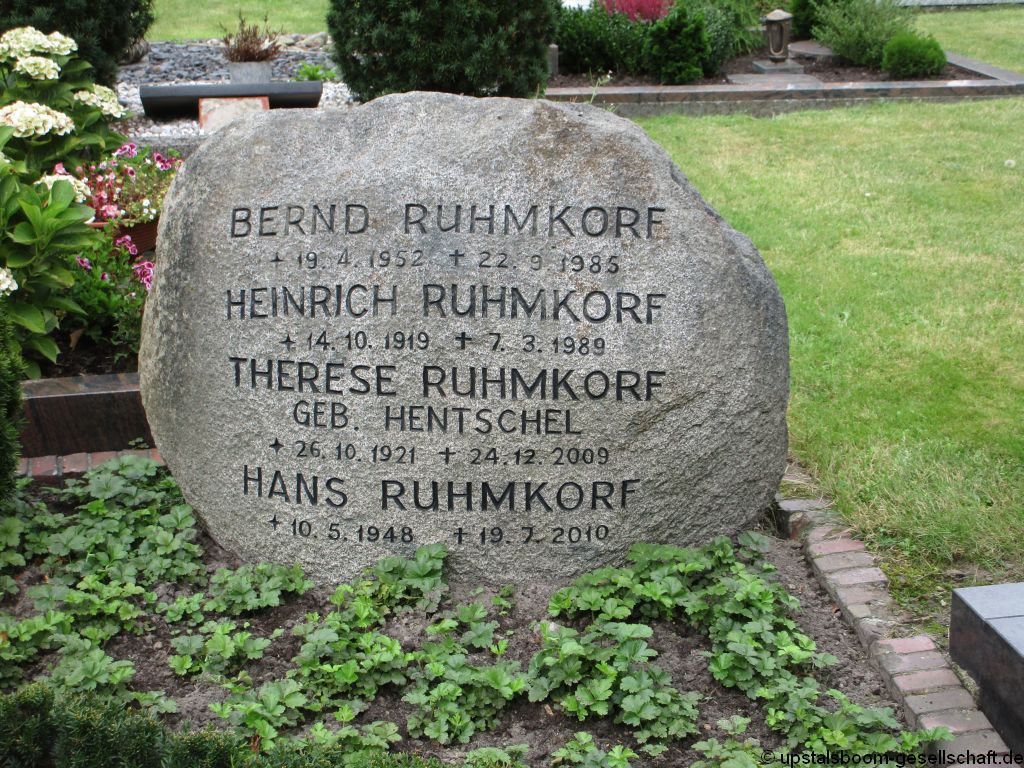 BERND RUHMKORF
✦ 19. 4. 1952 ✝ 22. 9. 1985
HEINRICH RUHMKORF
✦ 14. 10. 1919 ✝ 7. 3. 1989
THERESE RUHMKORF
GEB. HENTSCHEL
✦ 26. 10. 1921 ✝ 24. 12. 2009
HANS RUHMKORF
✦ 10. 5. 1948 ✝ 19. 7. 2010
© upstalsboom-gesellschaft.de